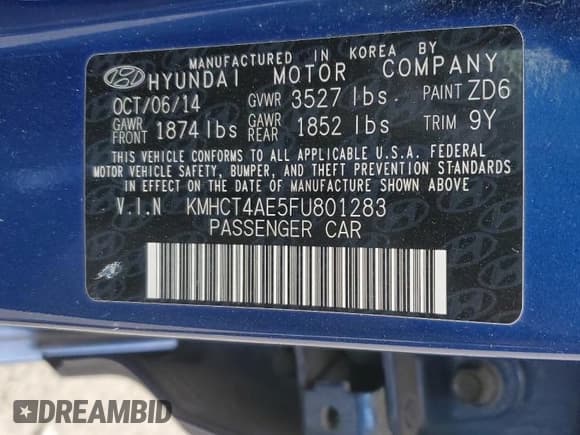 MANUFACTURED IN KOREA BY
HYUNDAI MOTOR COMPANY
OCT/06/14 GVWR 3527 lbs PAINT ZD6
GAWR FRONT 1874 lbs GAWR REAR 1852 lbs TRIM 9Y
THIS VEHICLE CONFORMS TO ALL APPLICABLE U.S.A. FEDERAL
MOTOR VEHICLE SAFETY, BUMPER, AND THEFT PREVENTION STANDARDS
IN EFFECT ON THE DATE OF MANUFACTURE SHOWN ABOVE.
V.I.N KMHCT4AE5FU801283
PASSENGER CAR
DREAMBID